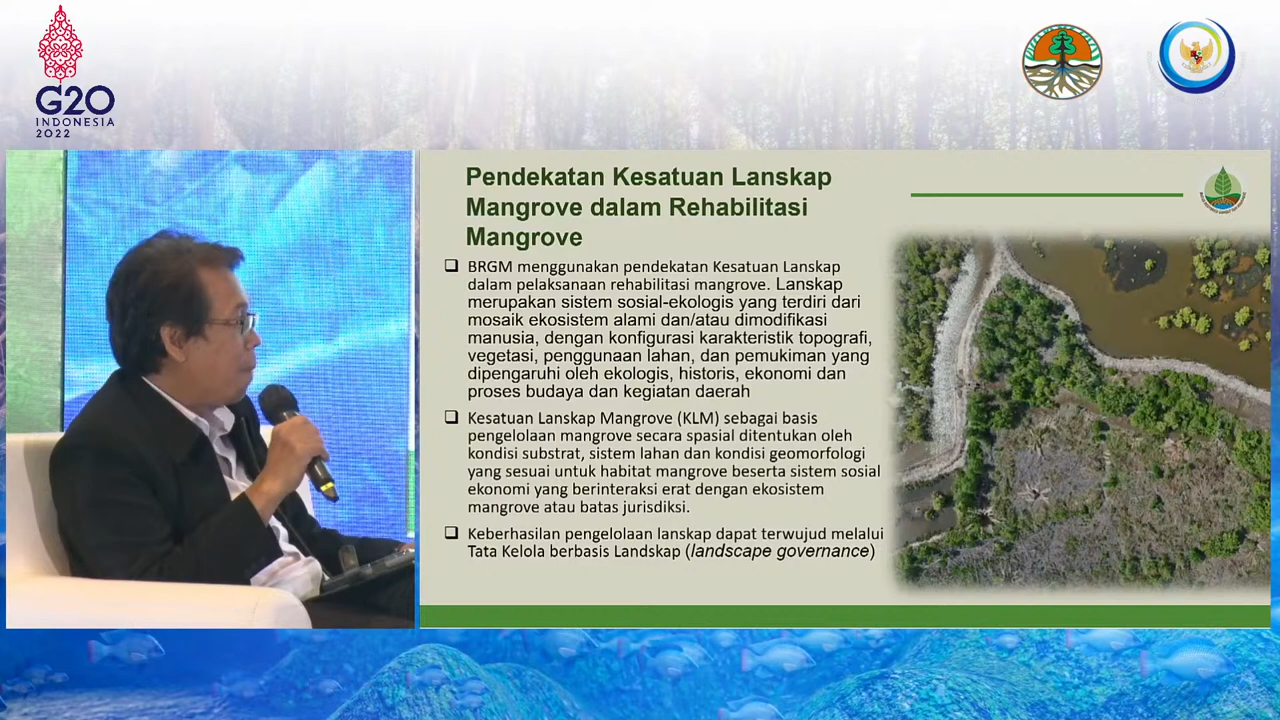 G20
INDONESIA
2022
Pendekatan Kesatuan Lanskap
Mangrove dalam Rehabilitasi
Mangrove
BRGM menggunakan pendekatan Kesatuan Lanskap
dalam pelaksanaan rehabilitasi mangrove. Lanskap
merupakan sistem sosial-ekologis yang terdiri dari
mosaik ekosistem alami dan/atau dimodifikasi
manusia, dengan konfigurasi karakteristik topografi,
vegetasi, penggunaan lahan, dan pemukiman yang
dipengaruhi oleh ekologis, historis, ekonomi dan
proses budaya dan kegiatan daerah
Kesatuan Lanskap Mangrove (KLM) sebagai basis
pengelolaan mangrove secara spasial ditentukan oleh
kondisi substrat, sistem lahan dan kondisi geomorfologi
yang sesuai untuk habitat mangrove beserta sistem sosial
ekonomi yang berinteraksi erat dengan ekosistem
mangrove atau batas jurisdiksi.
Keberhasilan pengelolaan lanskap dapat terwujud melalui
Tata Kelola berbasis Landskap (landscape governance)